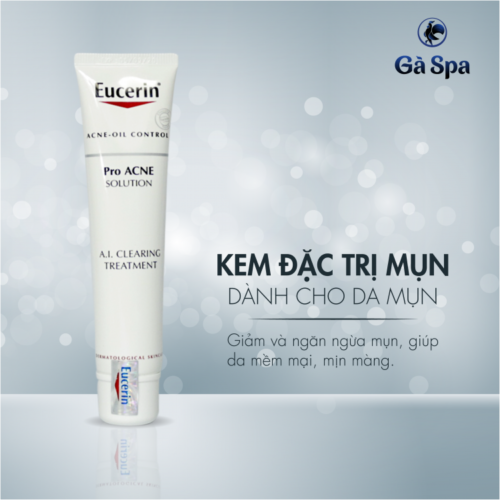 Gà Spa
Eucerin
ACNE-OIL CONTROL
Pro ACNE
SOLUTION
A.I. CLEARING
TREATMENT
Eucerin
KEM ĐẶC TRỊ MỤN
DÀNH CHO DA MỤN
Giảm và ngăn ngừa mụn, giúp
da mềm mại, mịn màng.